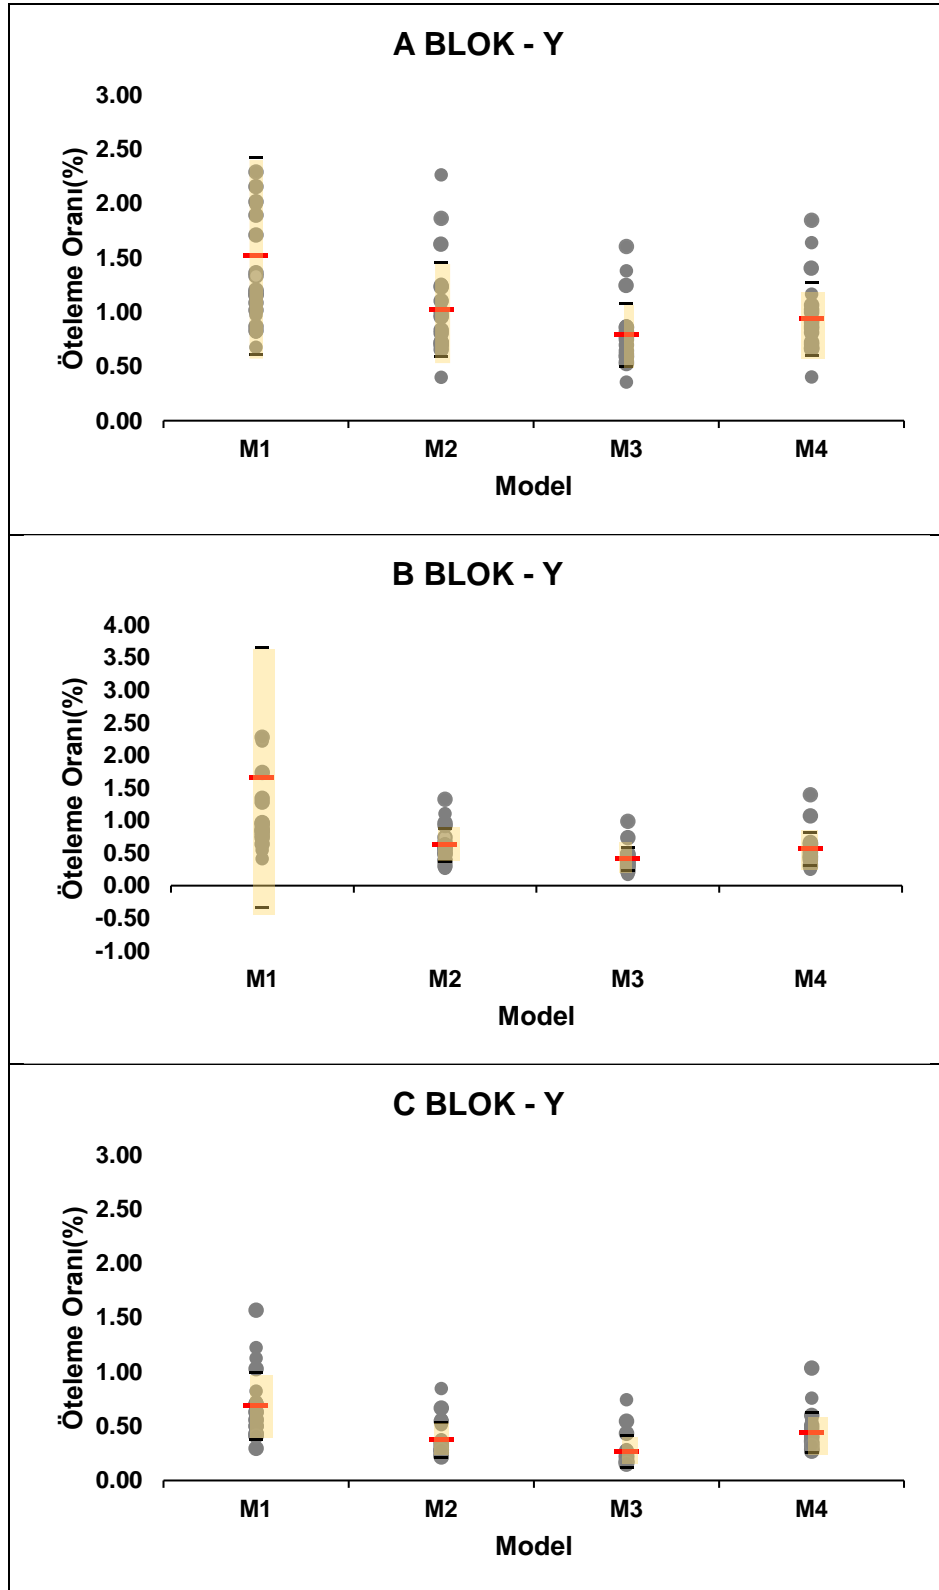 A BLOK - Y
Öteleme Oranı(%)
3.00
2.50
2.00
1.50
1.00
0.50
0.00
M1 M2 M3 M4
Model
B BLOK - Y
Öteleme Oranı(%)
4.00
3.50
3.00
2.50
2.00
1.50
1.00
0.50
0.00
-0.50
-1.00
M1 M2 M3 M4
Model
C BLOK - Y
Öteleme Oranı(%)
3.00
2.50
2.00
1.50
1.00
0.50
0.00
M1 M2 M3 M4
Model